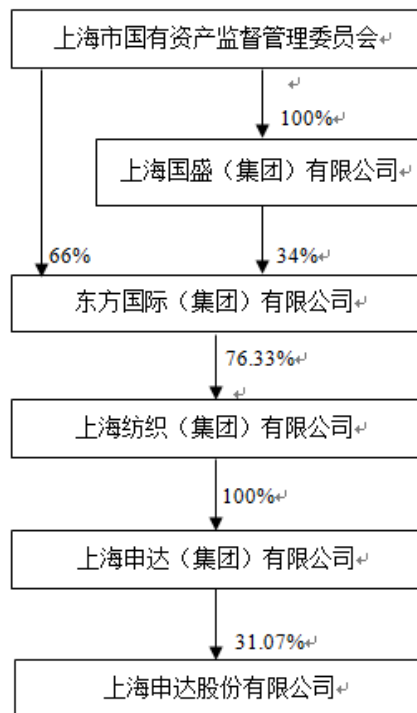 上海市国有资产监督管理委员会
100%
上海国盛（集团）有限公司
66%
34%
东方国际（集团）有限公司
76.33%
上海纺织（集团）有限公司
100%
上海申达（集团）有限公司
31.07%
上海申达股份有限公司